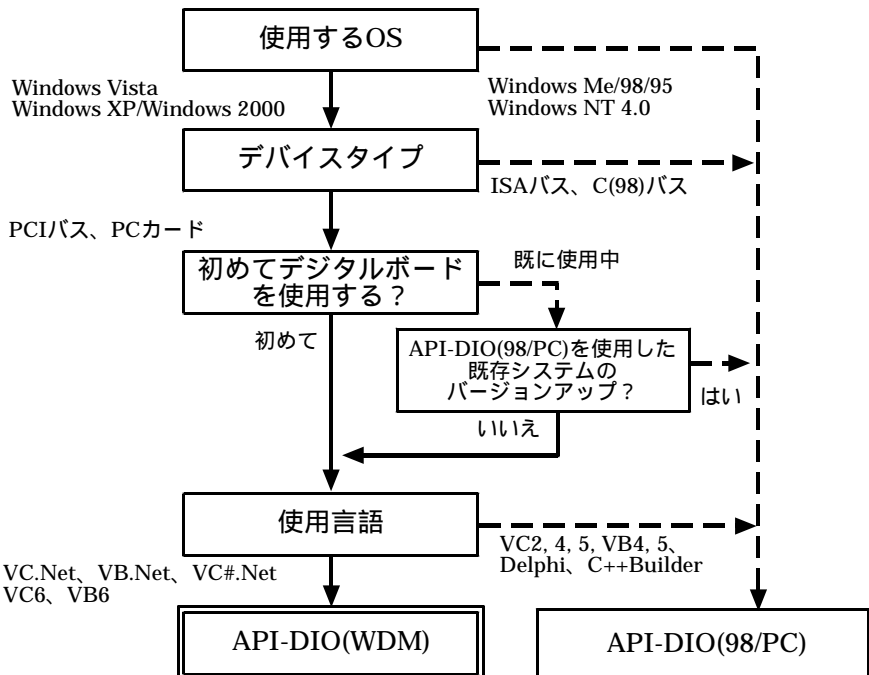 使用するOS
Windows Vista
Windows XP/Windows 2000
Windows Me/98/95
Windows NT 4.0
デバイスタイプ
ISAバス、C(98)バス
PCIバス、PCカード
初めてデジタルボード
を使用する？
既に使用中
初めて
API-DIO(98/PC)を使用した
既存システムの
バージョンアップ？
はい
いいえ
使用言語
VC2, 4, 5, VB4, 5、
Delphi、C++Builder
VC.Net、VB.Net、VC#.Net
VC6、VB6
API-DIO(WDM)
API-DIO(98/PC)